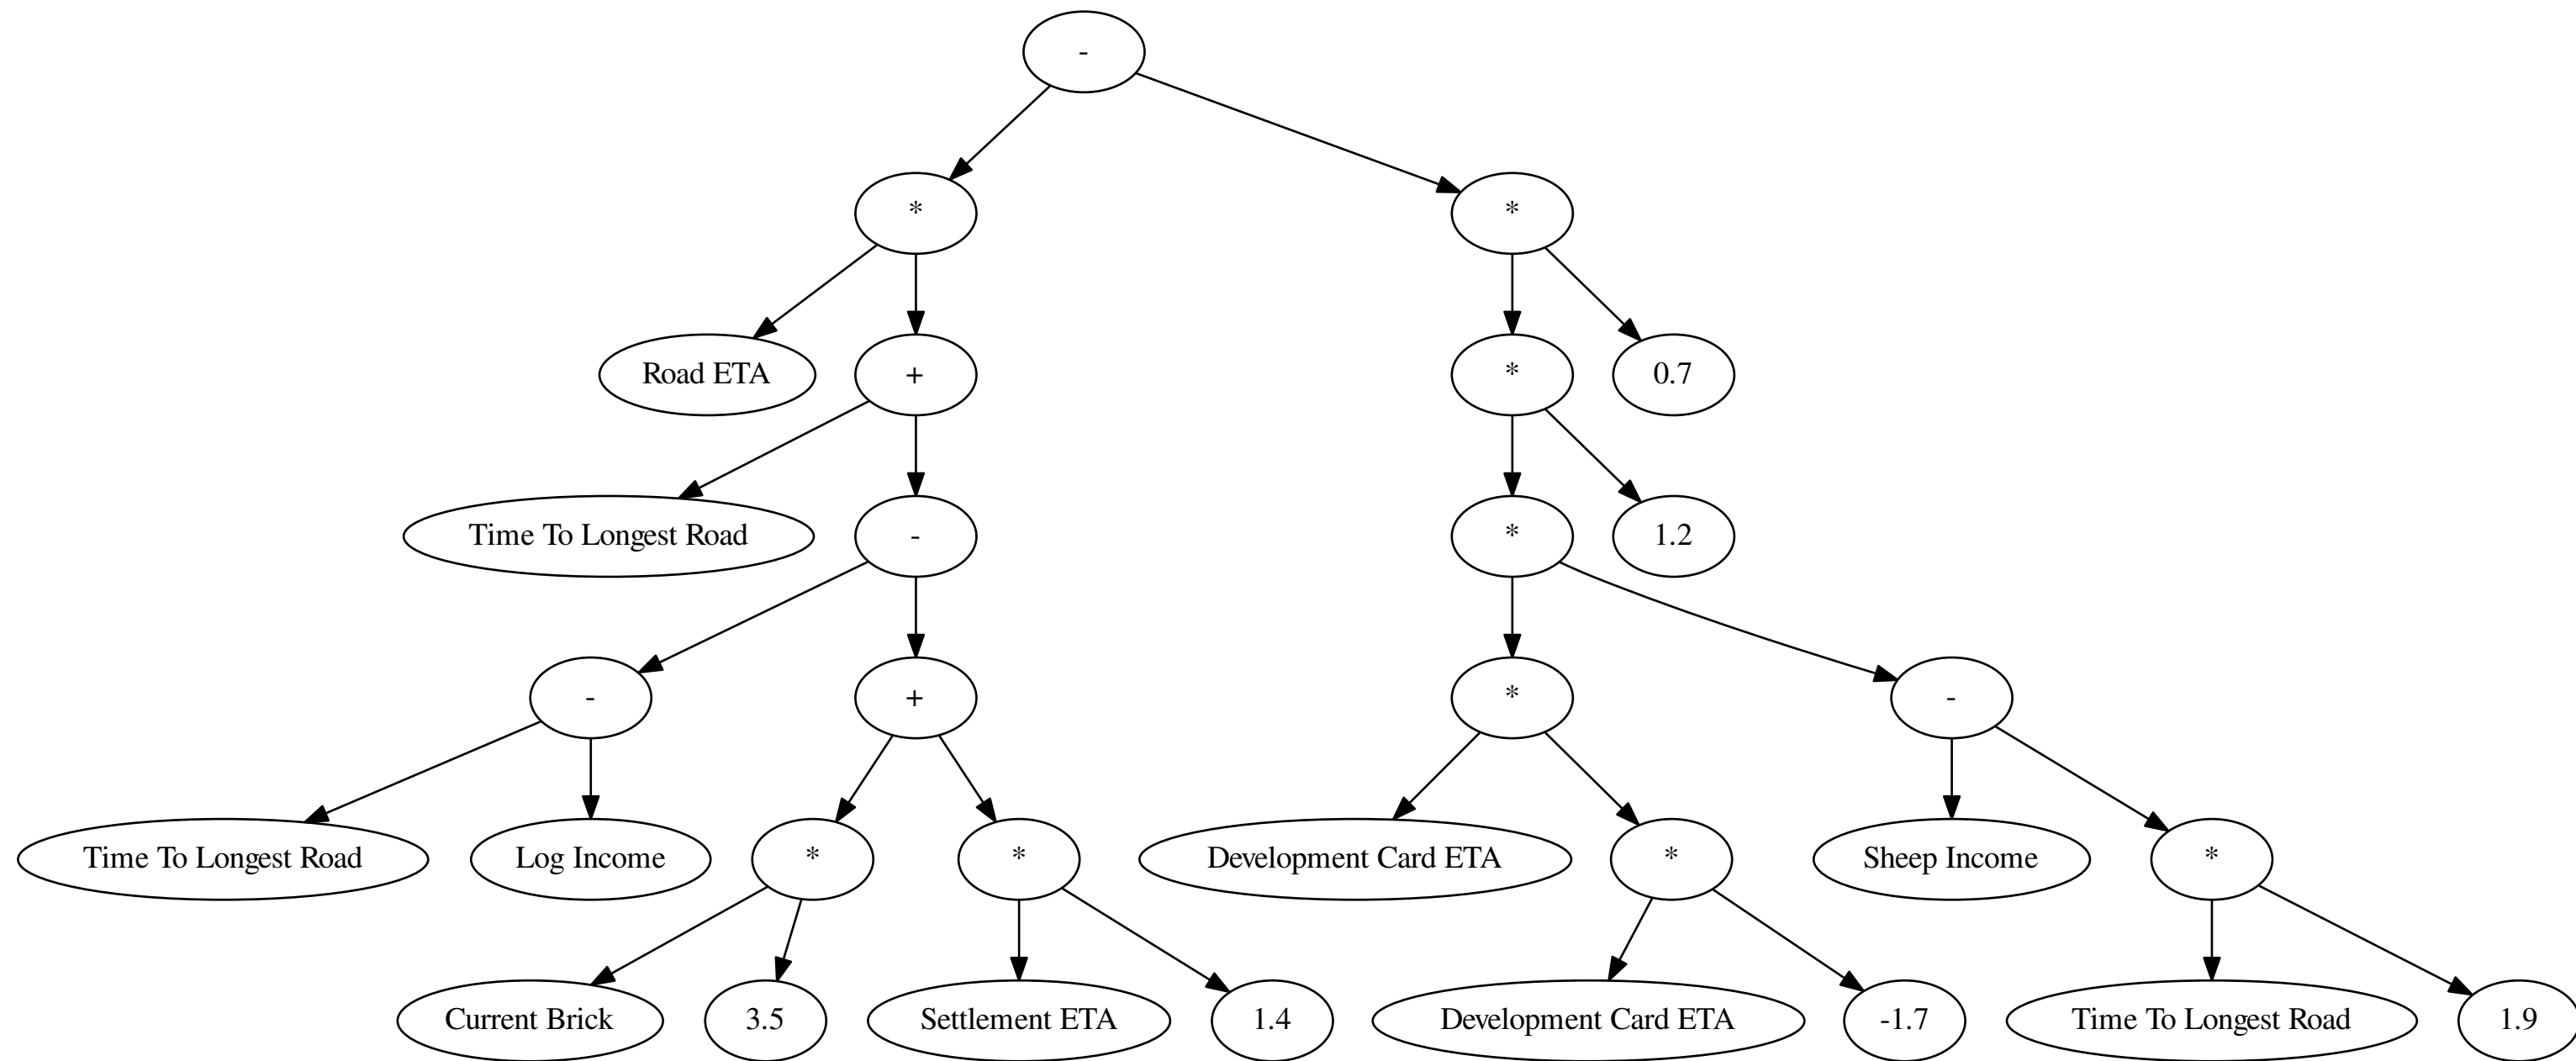 -
* *
Road ETA + * 0.7
Time To Longest Road - * 1.2
- + * -
Time To Longest Road Log Income * * Development Card ETA * Sheep Income *
Current Brick 3.5 Settlement ETA 1.4 Development Card ETA -1.7 Time To Longest Road 1.9